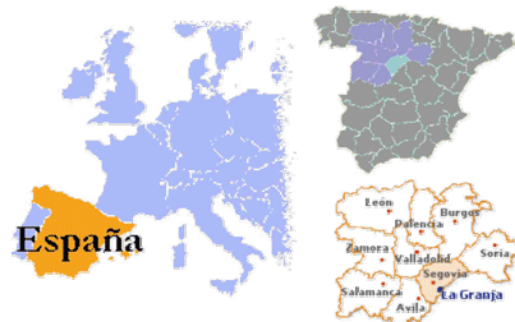 España
León
Burgos
Palencia
Zamora
Valladolid
Soria
Segovia
Salamanca
La Granja
Avila